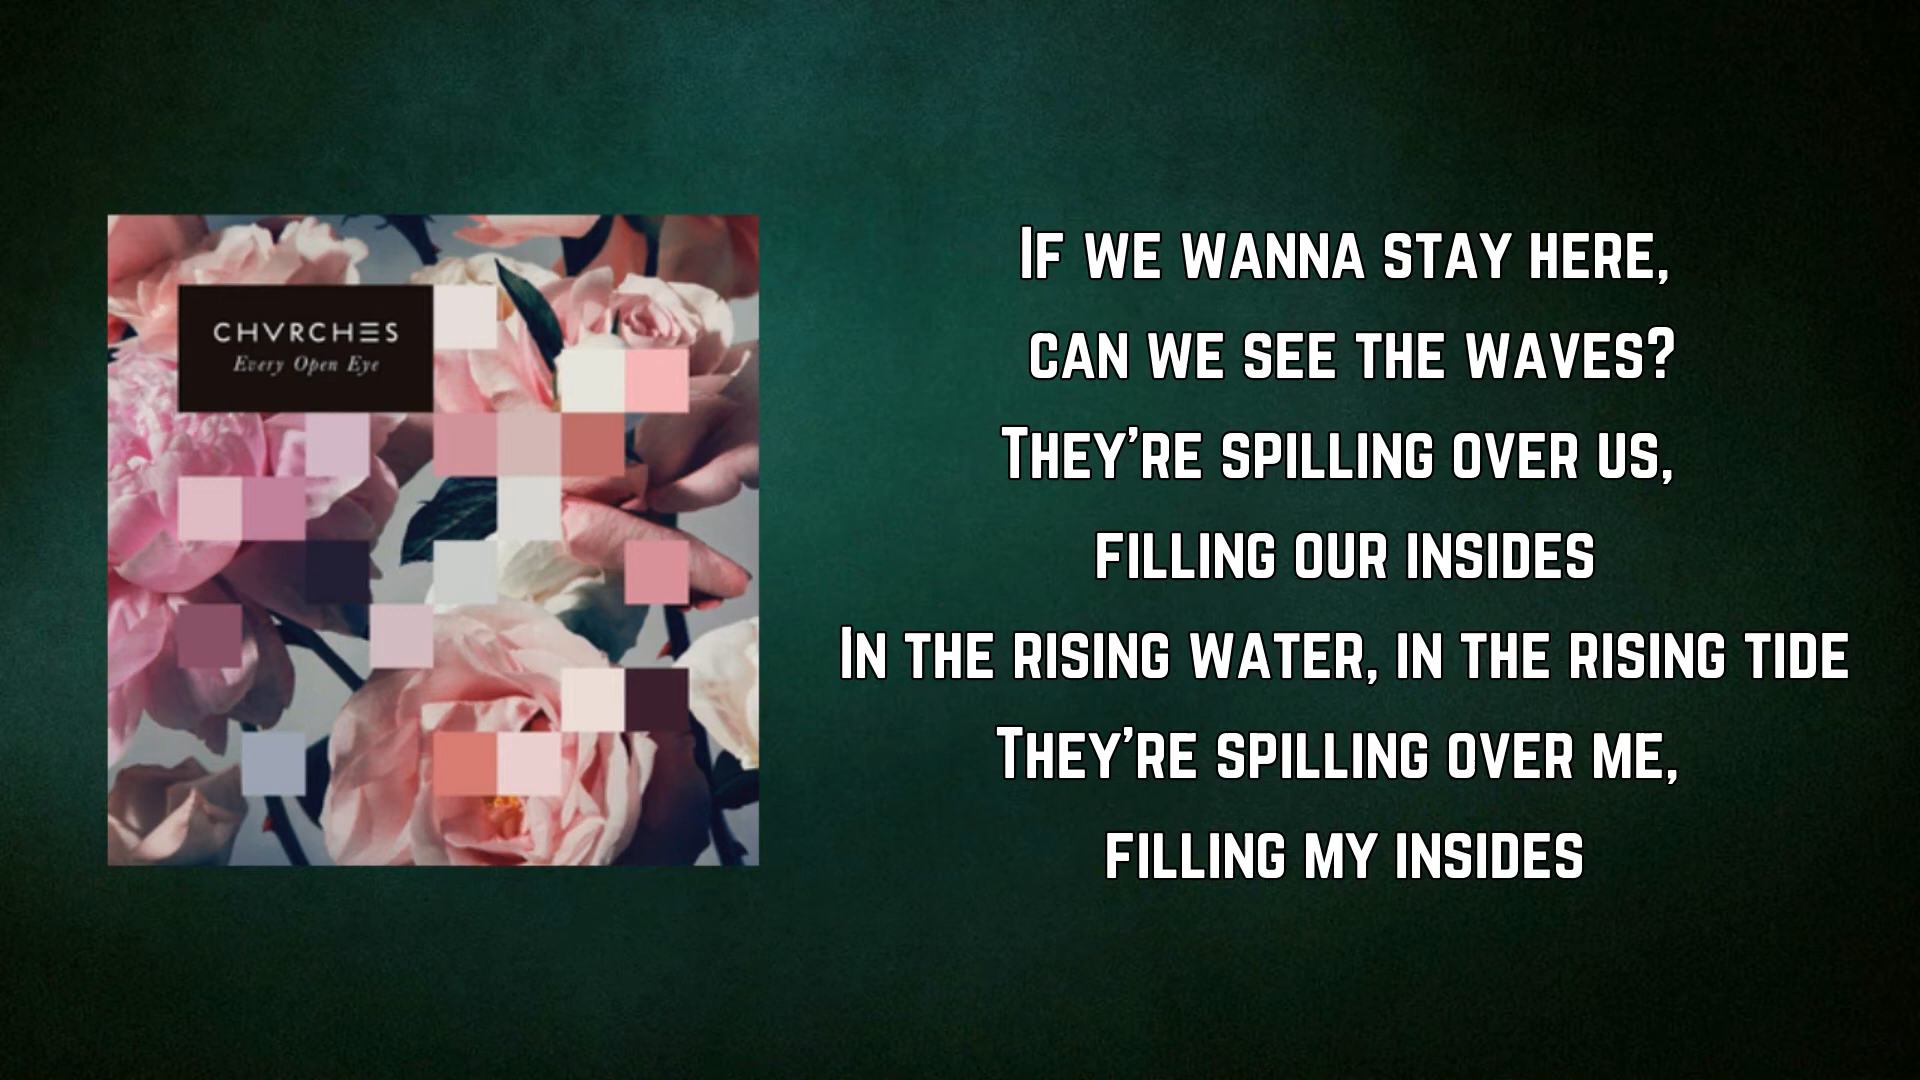 CHVRCHΞS
Every Open Eye
If we wanna stay here,
can we see the waves?
They're spilling over us,
filling our insides
In the rising water, in the rising tide
They're spilling over me,
filling my insides